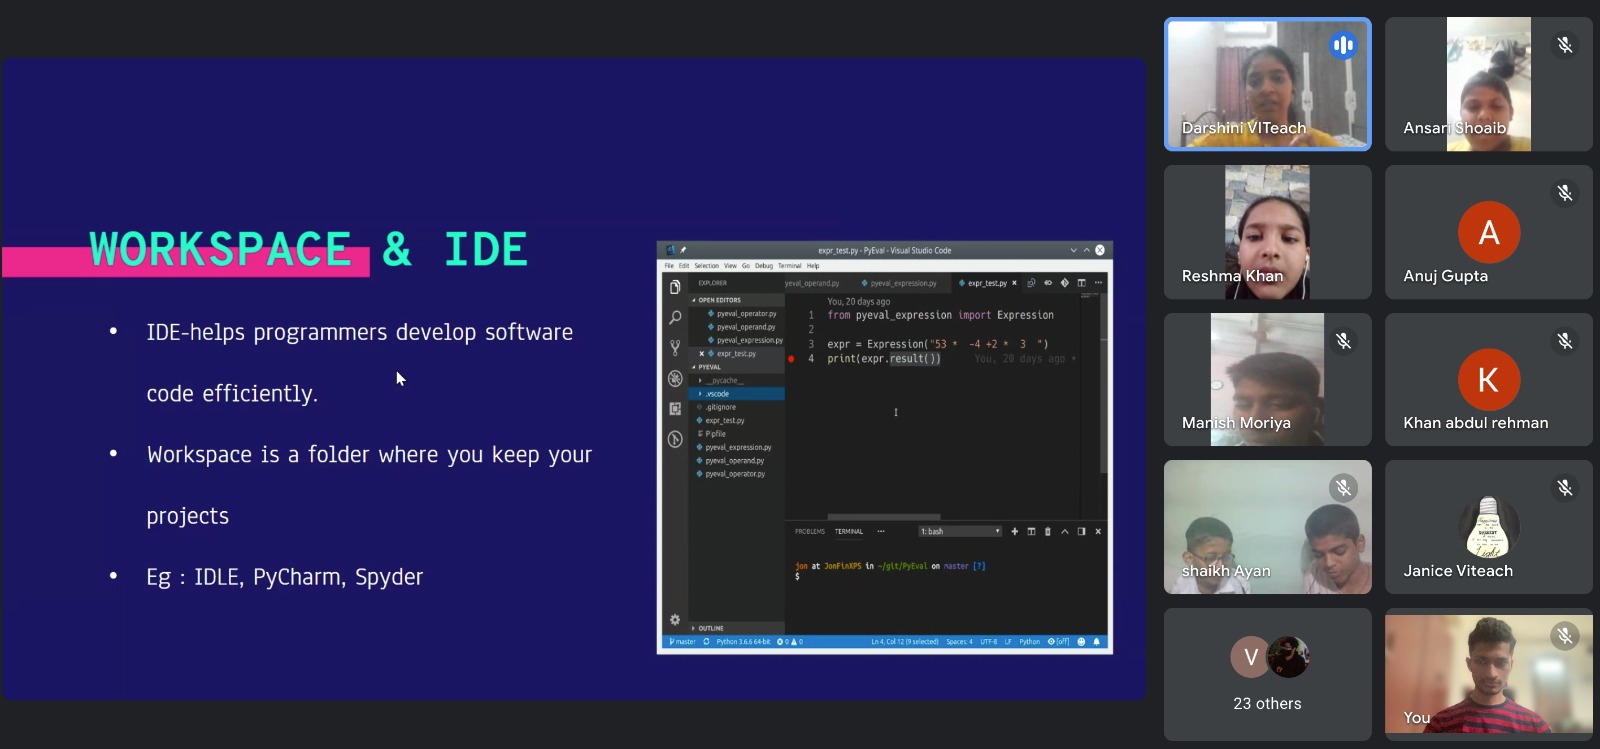 WORKSPACE & IDE
• IDE-helps programmers develop software
code efficiently.
• Workspace is a folder where you keep your
projects
• Eg : IDLE, PyCharm, Spyder
expr_test.py - PyEval - Visual Studio Code
File Edit Selection View Go Debug Terminal Help
EXPLORER
yeval_operand.py pyeval_expression.py expr_test.py
OPEN EDITORS
pyeval_operator.py
pyeval_operand.py
pyeval_expression.py
expr_test.py
PYEVAL
__pycache__
.vscode
.gitignore
expr_test.py
Pipfile
pyeval_expression.py
pyeval_operand.py
pyeval_operator.py
OUTLINE
You, 20 days ago
1 from pyeval_expression import Expression
2
3 expr = Expression("53 * -4 +2 * 3 ")
4 print(expr.result()) You, 20 days ago •
PROBLEMS TERMINAL ••• 1: bash
jon at JonFinXPS in ~/git/PyEval on master [?]
$
master Python 3.6.6 64-bit 0 0 Ln 4, Col 12 (9 selected) Spaces: 4 UTF-8 LF Python [off]
Darshini VITeach
Ansari Shoaib
Reshma Khan
A
Anuj Gupta
Manish Moriya
K
Khan abdul rehman
shaikh Ayan
Janice Viteach
V
23 others
You